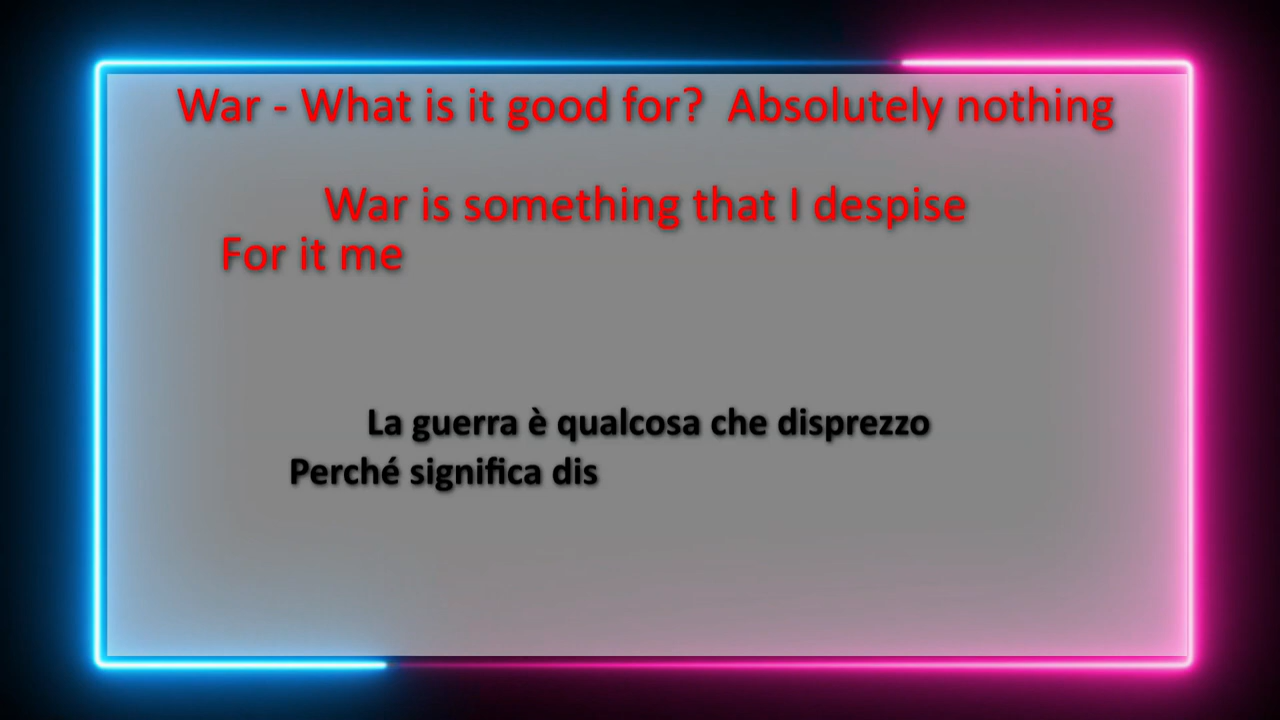 War - What is it good for?  Absolutely nothing
War is something that I despise
For it me
La guerra è qualcosa che disprezzo
Perché significa dis